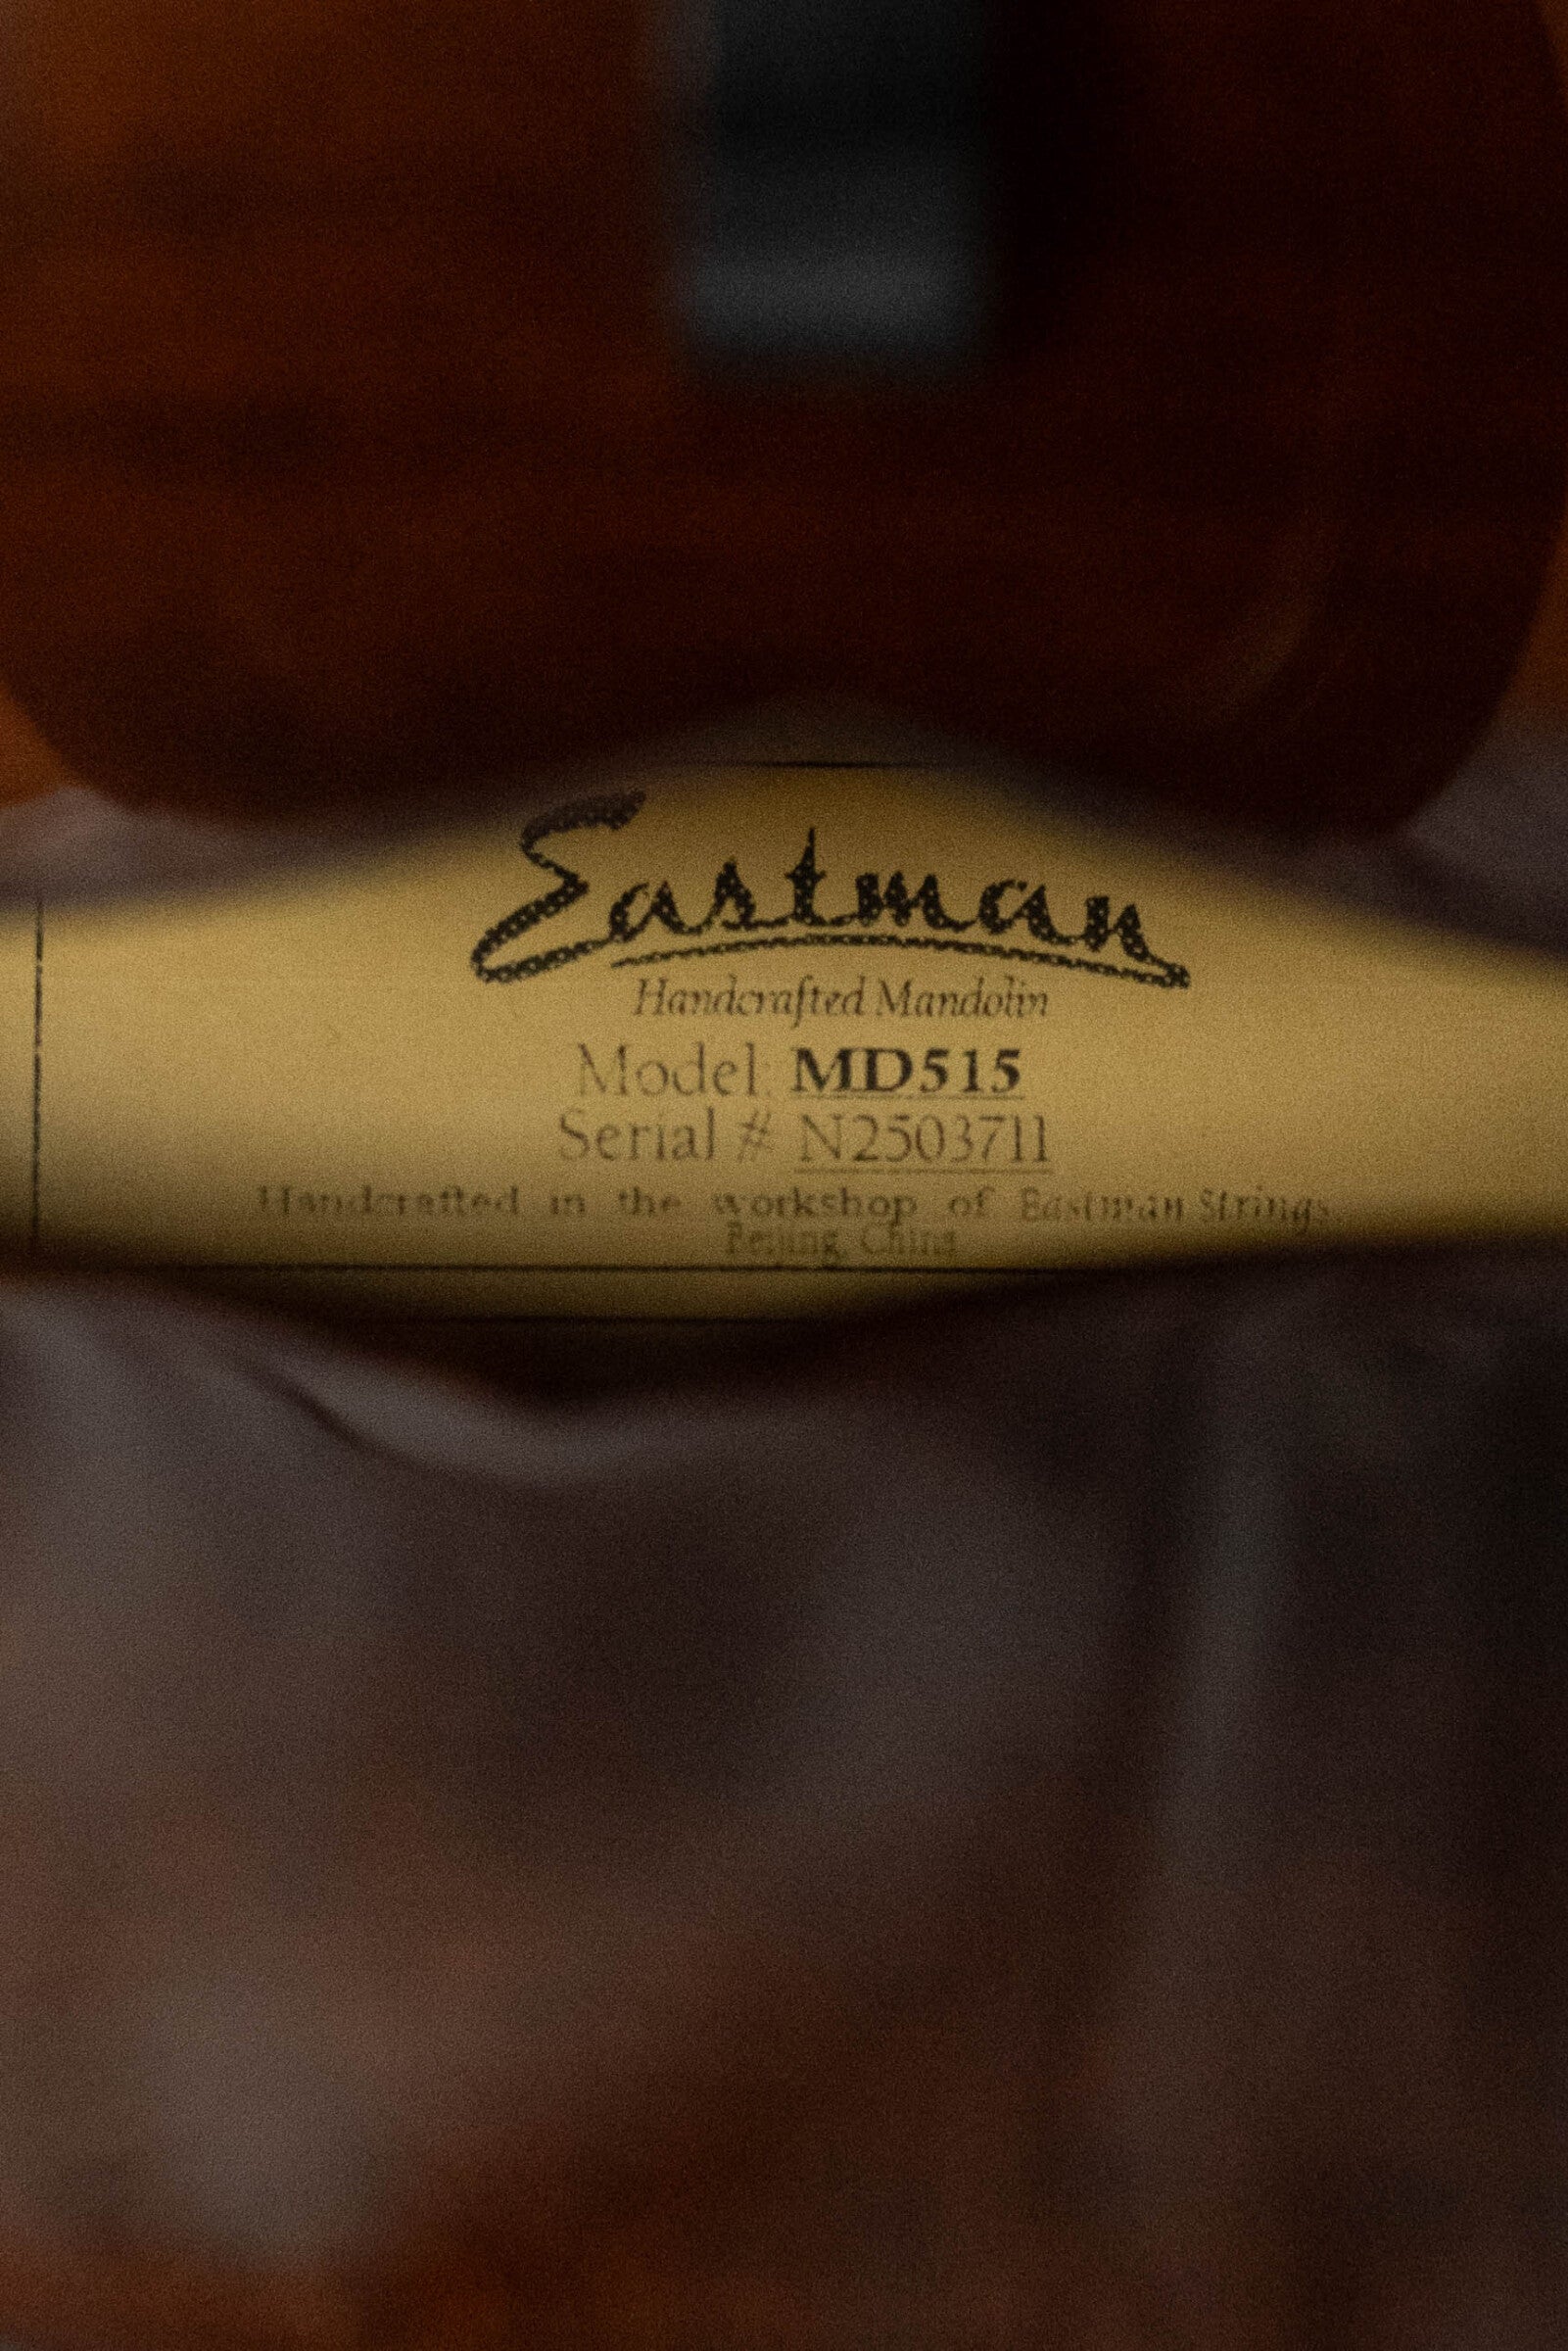 Eastman
Handcrafted Mandolin
Model: MD515
Serial # N2503711
Handcrafted in the workshop of Eastman Strings
Beijing, China